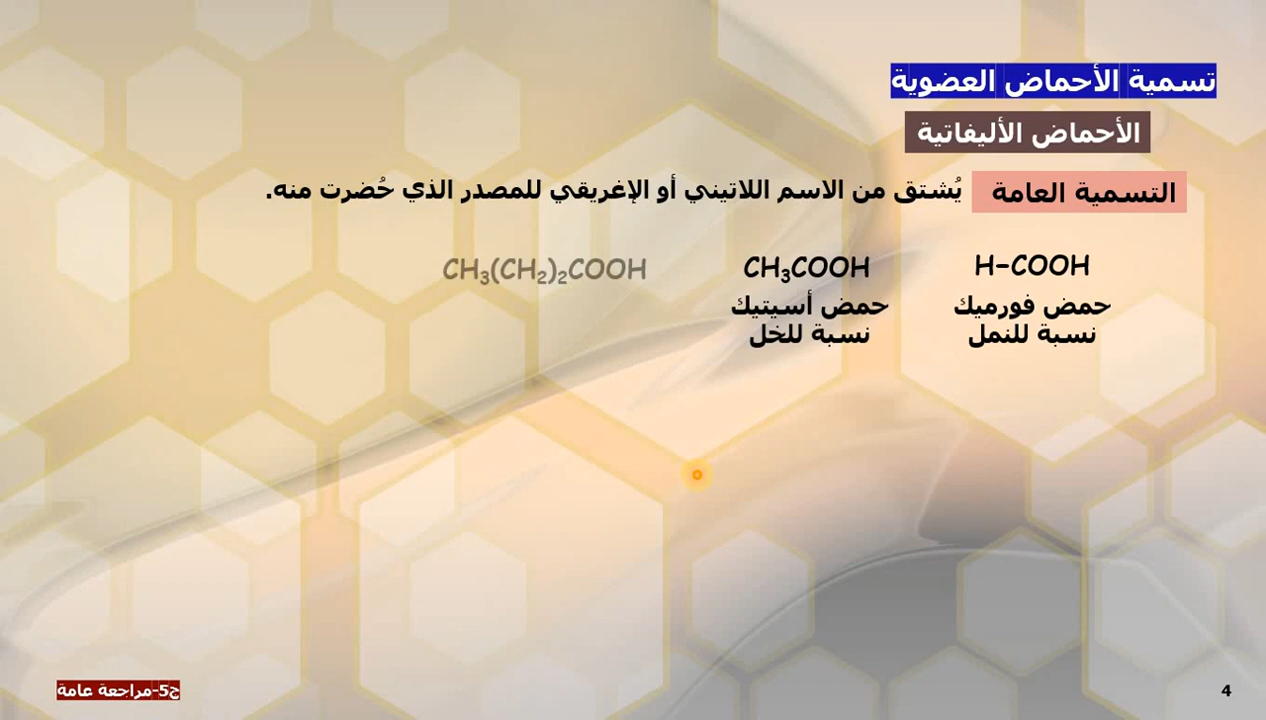 تسمية الأحماض العضوية
الأحماض الأليفاتية
التسمية العامة يُشتق من الاسم اللاتيني أو الإغريقي للمصدر الذي حُضرت منه.
H–COOH
حمض فورميك
نسبة للنمل
CH₃COOH
حمض أسيتيك
نسبة للخل
CH₃(CH₂)₂COOH
ج5-مراجعة عامة
4